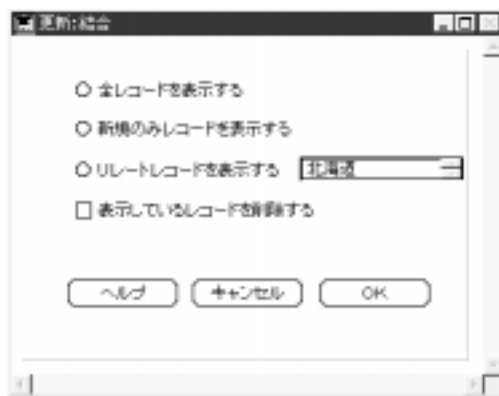 更新:結合
全レコードを表示する
新規のみレコードを表示する
リレートレコードを表示する 北海道
表示しているレコードを削除する
ヘルプ キャンセル OK